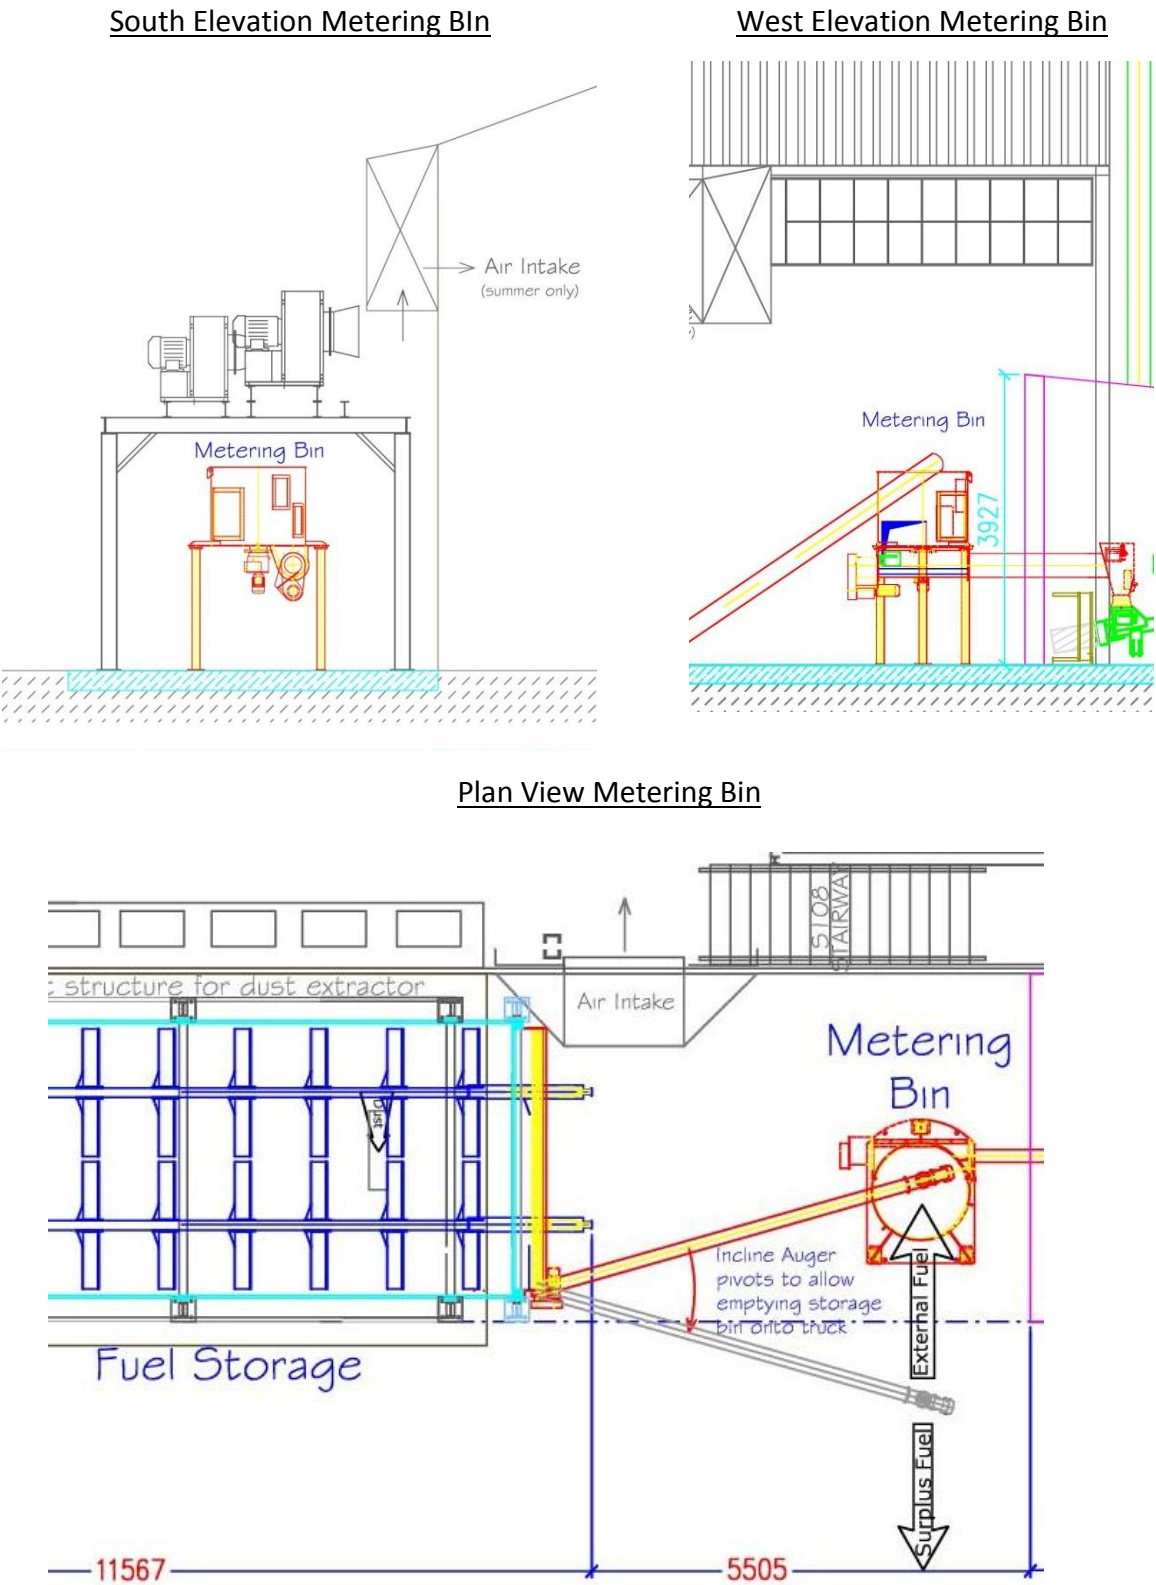 South Elevation Metering BIn
West Elevation Metering Bin
Air Intake
(summer only)
Metering Bin
Metering Bin
3927
Plan View Metering Bin
5108
STAIRWAY
structure for dust extractor
Air Intake
Dust
Metering
Bin
Incline Auger
pivots to allow
emptying storage
bin onto truck
External Fuel
Fuel Storage
Surplus Fuel
11567
5505